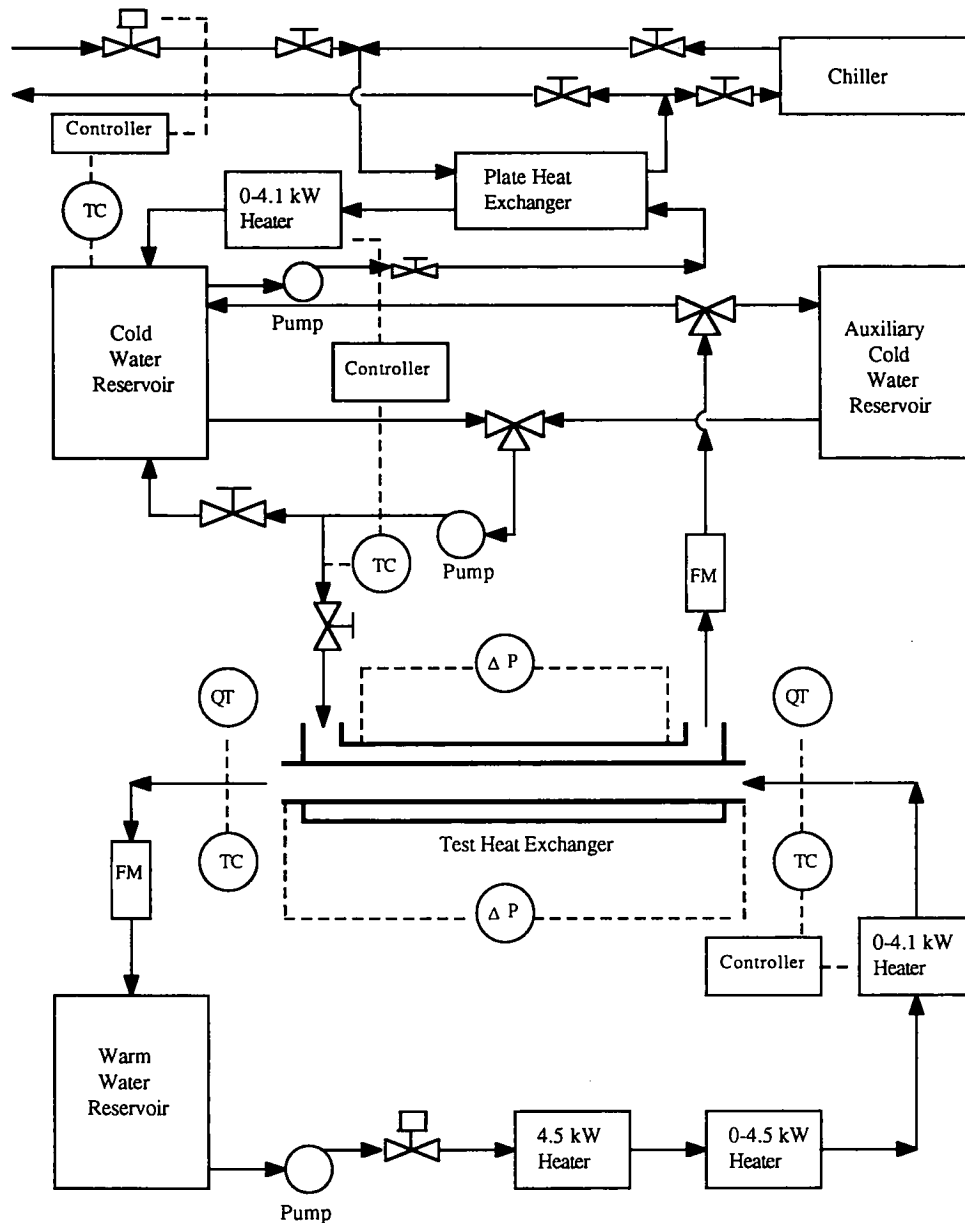 Chiller
Controller
Plate Heat
Exchanger
0-4.1 kW
Heater
TC
Pump
Cold
Water
Reservoir
Auxiliary
Cold
Water
Reservoir
Controller
TC
Pump
FM
Δ P
QT
QT
Test Heat Exchanger
TC
TC
FM
Δ P
Controller
0-4.1 kW
Heater
Warm
Water
Reservoir
4.5 kW
Heater
0-4.5 kW
Heater
Pump